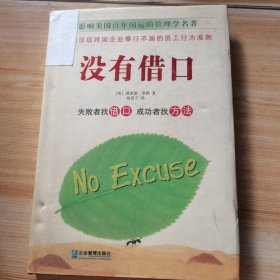 影响美国百年国运的管理学名著
顶级跨国企业奉行不渝的员工行为准则
没有借口
失败者找借口 成功者找方法
No Excuse
企业管理出版社